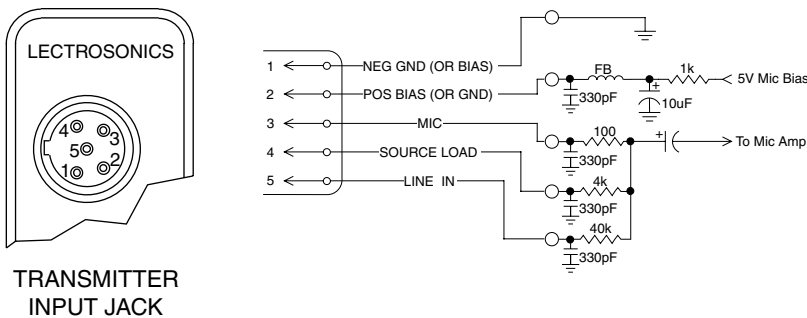 LECTROSONICS
4
3
5
1
2
TRANSMITTER
INPUT JACK
1 NEG GND (OR BIAS)
2 POS BIAS (OR GND)
3 MIC
4 SOURCE LOAD
5 LINE IN
FB
1k
5V Mic Bias
330pF
+
10uF
100
+
To Mic Amp
330pF
4k
330pF
40k
330pF